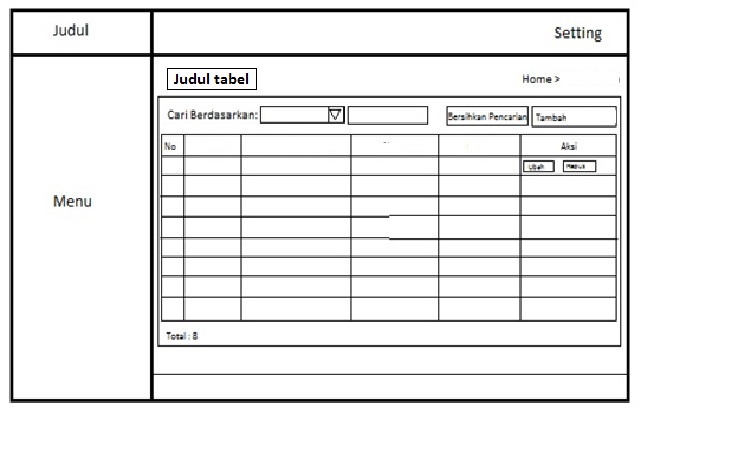 Judul
Setting
Judul tabel
Home >
Cari Berdasarkan:
Bersihkan Pencarian
Tambah
No
Aksi
Ubah
Hapus
Menu
Total : 8